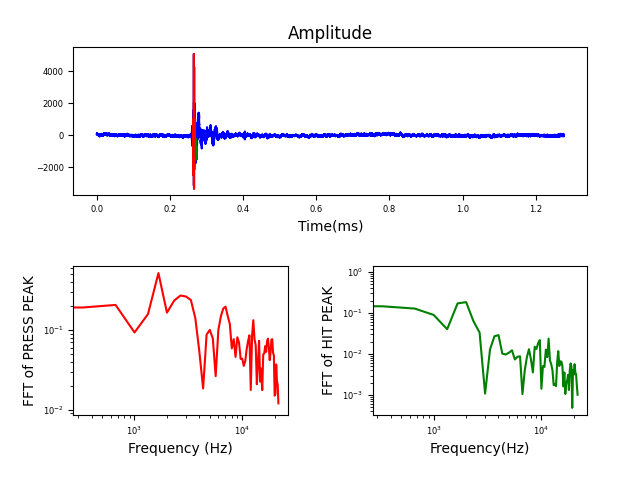 Amplitude
4000
2000
0
−2000
0.0 0.2 0.4 0.6 0.8 1.0 1.2
Time(ms)
FFT of PRESS PEAK
10⁻¹
10⁻²
10³ 10⁴
Frequency (Hz)
FFT of HIT PEAK
10⁰
10⁻¹
10⁻²
10⁻³
10³ 10⁴
Frequency(Hz)